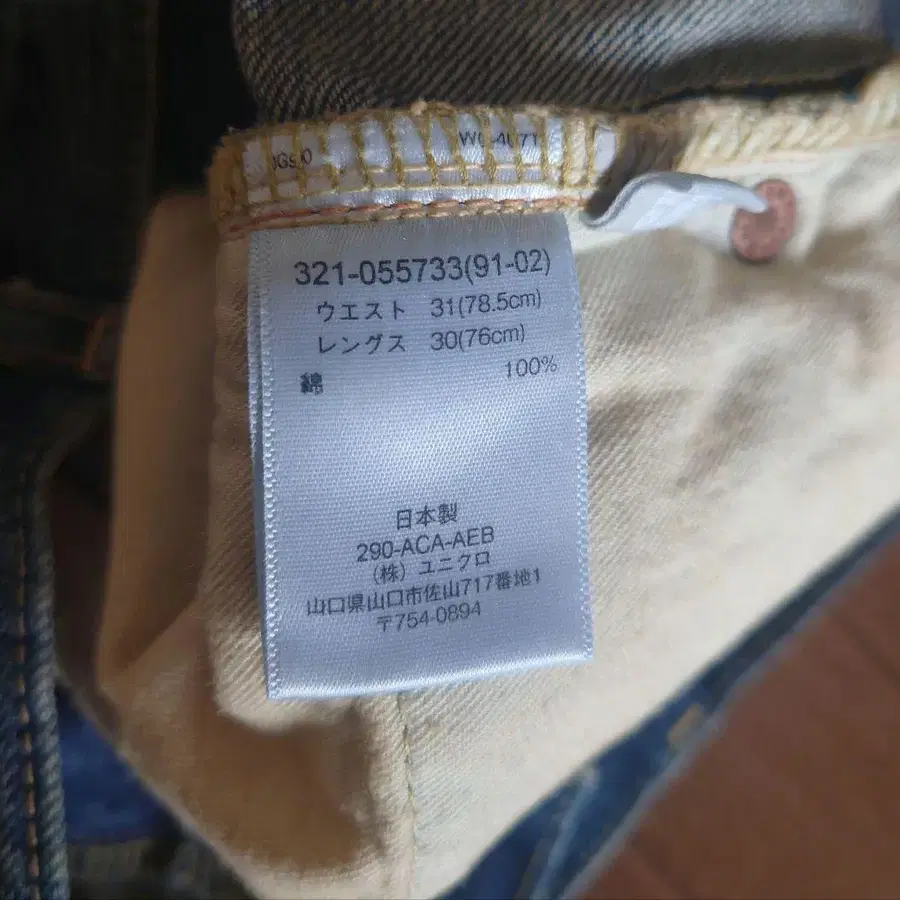 321-055733(91-02)
ウエスト 31(78.5cm)
レングス 30(76cm)
綿 100%
日本製
290-ACA-AEB
(株) ユニクロ
山口県山口市佐山717番地1
〒754-0894